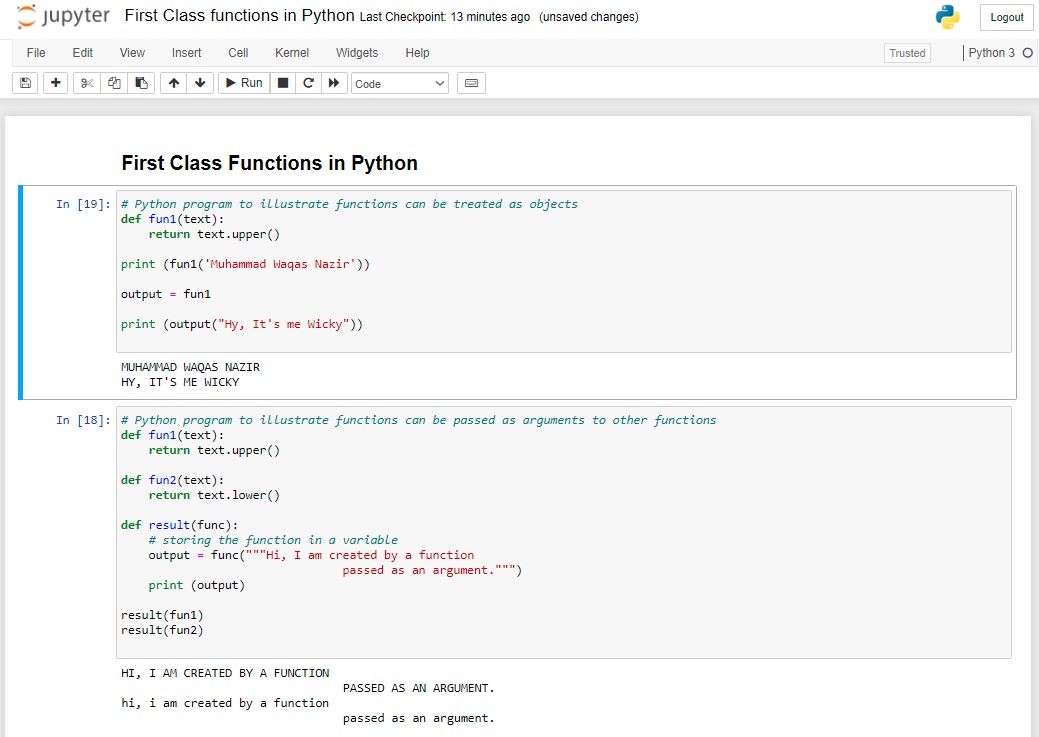 jupyter First Class functions in Python Last Checkpoint: 13 minutes ago (unsaved changes) Logout
File Edit View Insert Cell Kernel Widgets Help Trusted Python 3
Run Code
First Class Functions in Python
In [19]: # Python program to illustrate functions can be treated as objects
def fun1(text):
    return text.upper()
print (fun1('Muhammad Waqas Nazir'))
output = fun1
print (output("Hy, It's me Wicky"))
MUHAMMAD WAQAS NAZIR
HY, IT'S ME WICKY
In [18]: # Python program to illustrate functions can be passed as arguments to other functions
def fun1(text):
    return text.upper()
def fun2(text):
    return text.lower()
def result(func):
    # storing the function in a variable
    output = func("""Hi, I am created by a function
                                passed as an argument.""")
    print (output)
result(fun1)
result(fun2)
HI, I AM CREATED BY A FUNCTION
                                PASSED AS AN ARGUMENT.
hi, i am created by a function
                                passed as an argument.